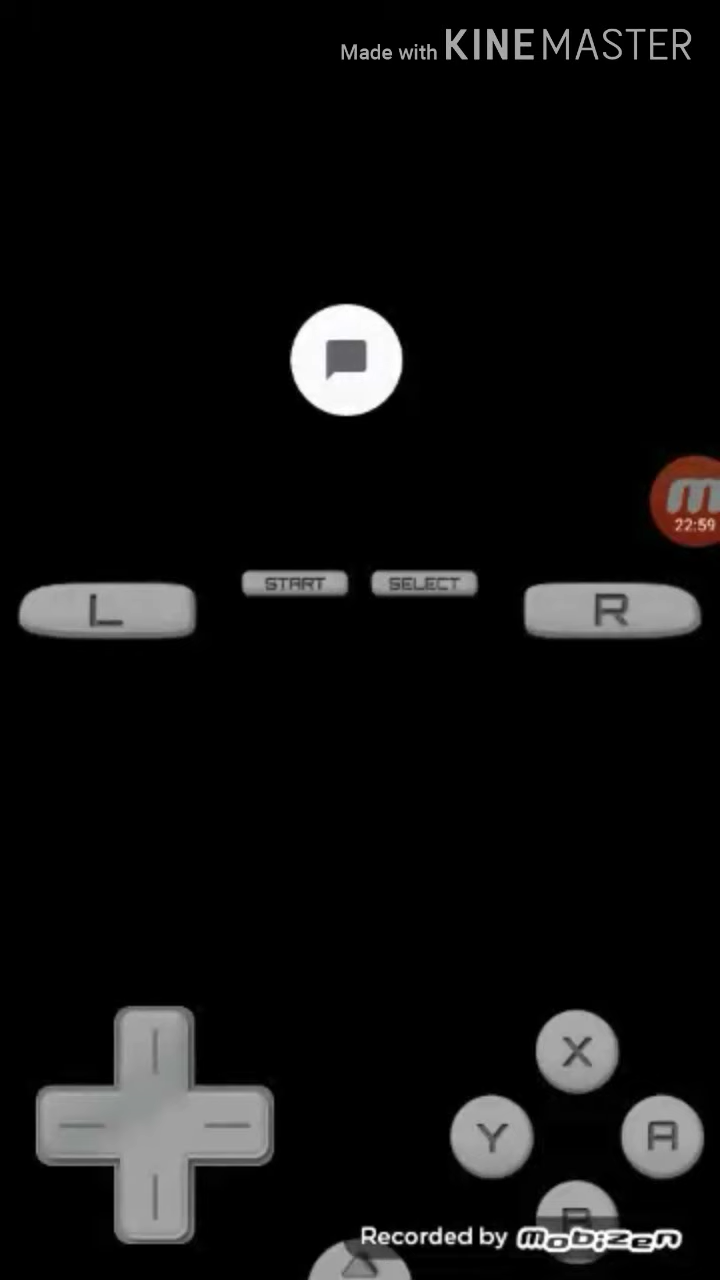 Made with KINEMASTER
m
22:59
START SELECT
L R
X
Y A
B
Recorded by mobizen